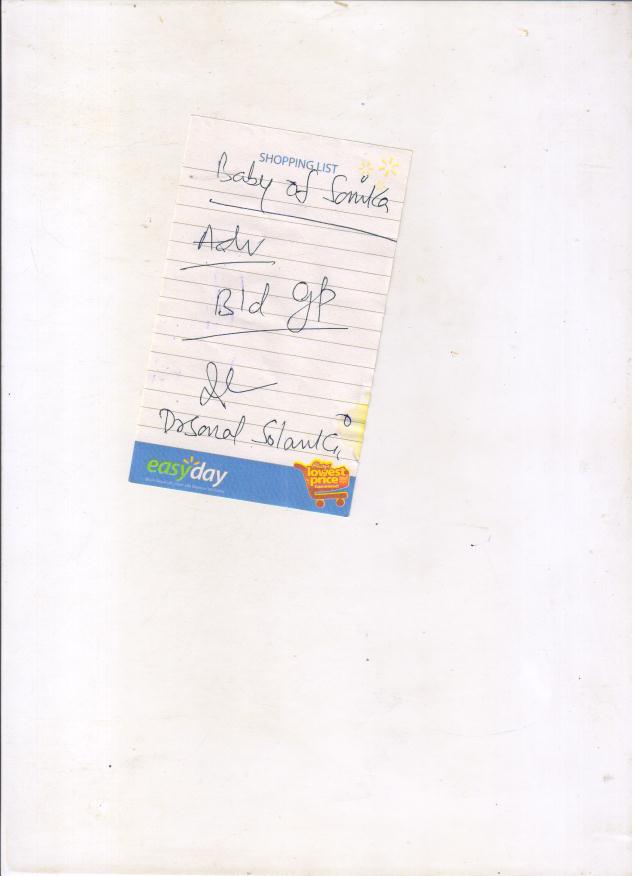 SHOPPING LIST
Baby of Sonika
Adv
Bld gp
Dr Sonal Solanki
easyday
lowest
price